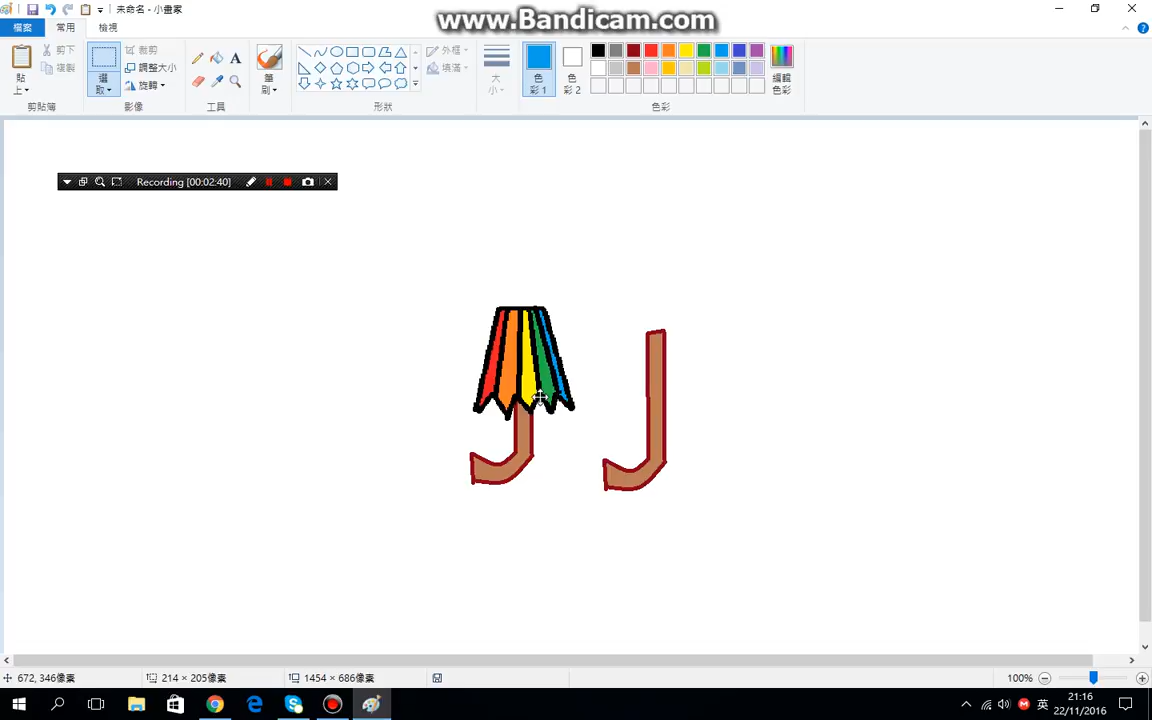 www.Bandicam.com
未命名 - 小畫家
檔案 常用 檢視
貼上 剪下 複製 剪貼簿
選取 裁剪 調整大小 旋轉 影像
A 工具
筆刷
外框 填滿 形狀
大小
色彩 1 色彩 2 編輯色彩 色彩
Recording [00:02:40]
672, 346像素 214 × 205像素 1454 × 686像素 100%
英 21:16
22/11/2016